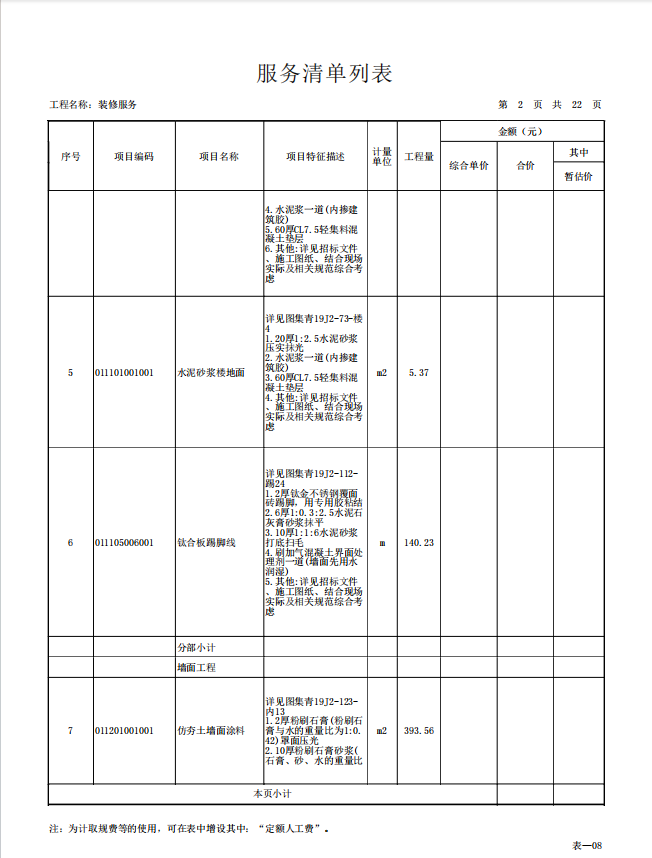 服务清单列表
工程名称：装修服务
第 2 页 共 22 页
序号
项目编码
项目名称
项目特征描述
计量
单位
工程量
金额（元）
综合单价
合价
其中
暂估价
4.水泥浆一道(内掺建
筑胶)
5.60厚CL7.5轻集料混
凝土垫层
6.其他:详见招标文件
、施工图纸、结合现场
实际及相关规范综合考
虑
5
011101001001
水泥砂浆楼地面
详见图集青19J2-73-楼
4
1.20厚1:2.5水泥砂浆
压实抹光
2.水泥浆一道(内掺建
筑胶)
3.60厚CL7.5轻集料混
凝土垫层
4.其他:详见招标文件
、施工图纸、结合现场
实际及相关规范综合考
虑
m2
5.37
6
011105006001
钛合板踢脚线
详见图集青19J2-112-
踢24
1.2厚钛金不锈钢覆面
砖踢脚，用专用胶粘结
2.6厚1:0.3:2.5水泥石
灰膏砂浆抹平
3.10厚1:1:6水泥砂浆
打底扫毛
4.刷加气混凝土界面处
理剂一道(墙面先用水
润湿)
5.其他:详见招标文件
、施工图纸、结合现场
实际及相关规范综合考
虑
m
140.23
分部小计
墙面工程
7
011201001001
仿夯土墙面涂料
详见图集青19J2-123-
内13
1.2厚粉刷石膏(粉刷石
膏与水的重量比为1:0.
42)罩面压光
2.10厚粉刷石膏砂浆(
石膏、砂、水的重量比
m2
393.56
本页小计
注：为计取规费等的使用，可在表中增设其中：“定额人工费”。
表—08